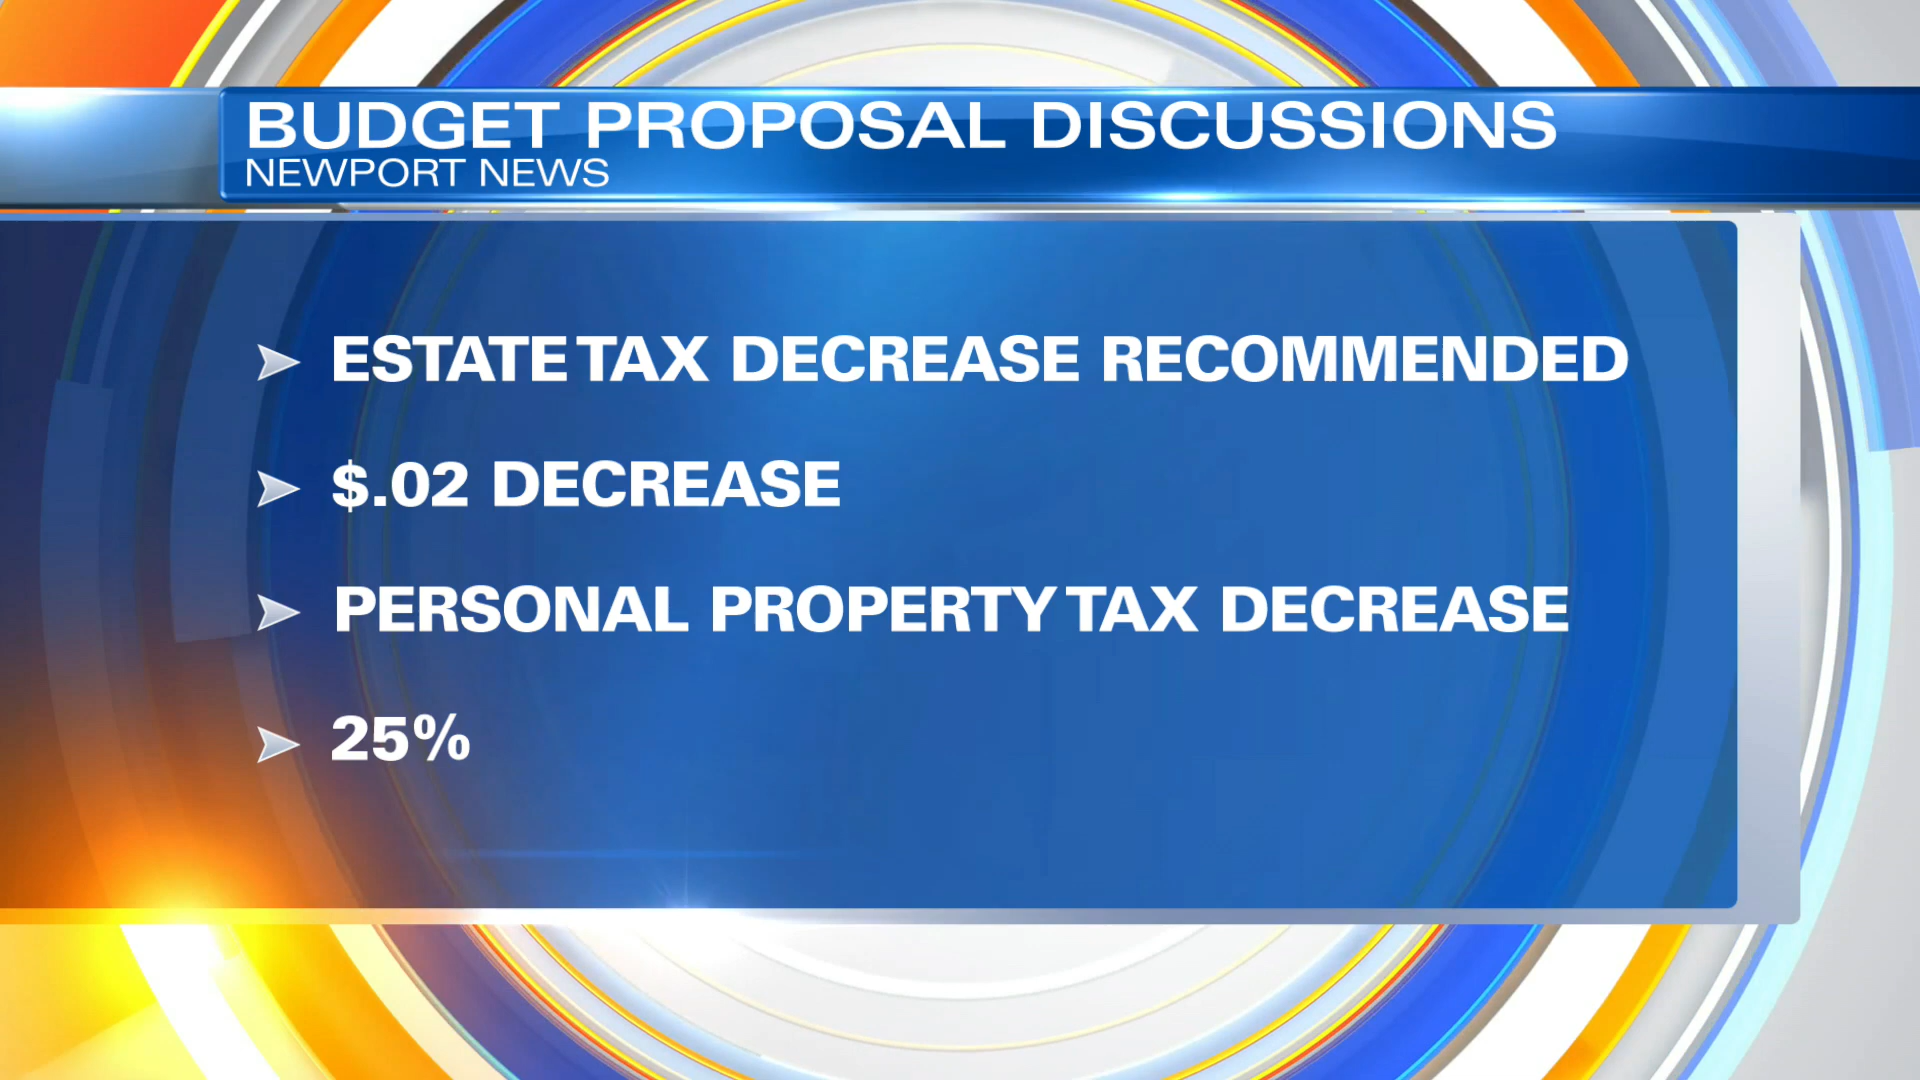 BUDGET PROPOSAL DISCUSSIONS
NEWPORT NEWS
ESTATE TAX DECREASE RECOMMENDED
$.02 DECREASE
PERSONAL PROPERTY TAX DECREASE
25%